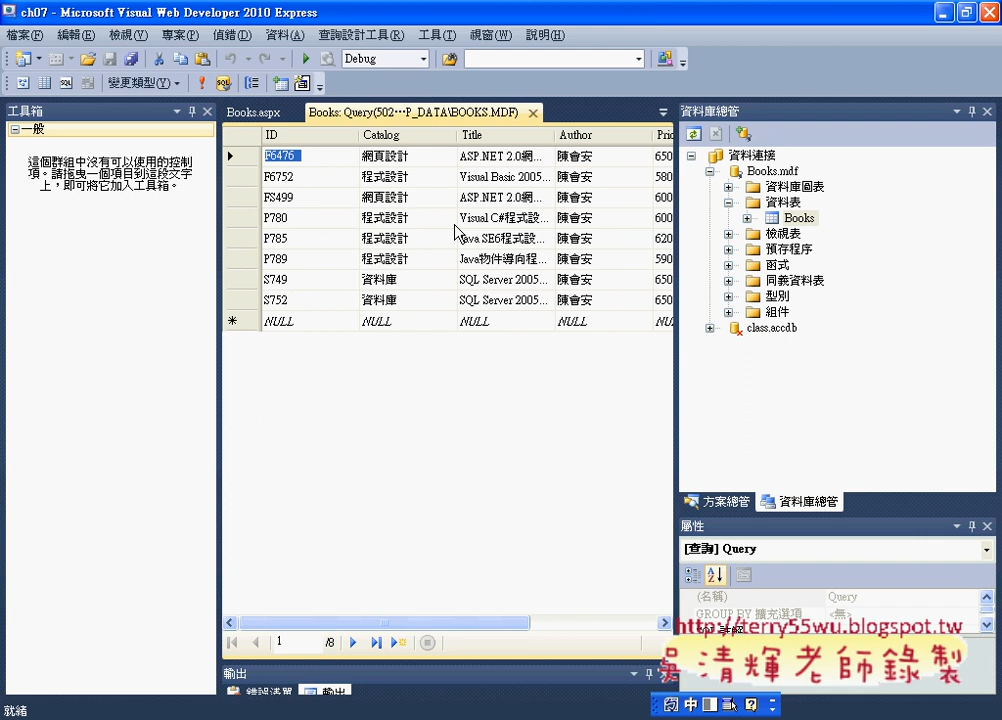 ch07 - Microsoft Visual Web Developer 2010 Express
檔案(F) 編輯(E) 檢視(V) 專案(P) 偵錯(D) 資料(A) 查詢設計工具(R) 工具(T) 視窗(W) 說明(H)
Debug
變更類型(Y)
工具箱
一般
這個群組中沒有可以使用的控制
項。請拖曳一個項目到這段文字
上，即可將它加入工具箱。
Books.aspx Books: Query(502⋯P_DATA\BOOKS.MDF)
ID Catalog Title Author Pric
F6476 網頁設計 ASP.NET 2.0網... 陳會安 650
F6752 程式設計 Visual Basic 2005... 陳會安 580
FS499 網頁設計 ASP.NET 2.0網... 陳會安 600
P780 程式設計 Visual C#程式設... 陳會安 600
P785 程式設計 Java SE6程式設... 陳會安 620
P789 程式設計 Java物件導向程... 陳會安 590
S749 資料庫 SQL Server 2005... 陳會安 650
S752 資料庫 SQL Server 2005... 陳會安 650
NULL NULL NULL NULL NU
1 /8
輸出
錯誤清單 輸出
資料庫總管
資料連接
Books.mdf
資料庫圖表
資料表
Books
檢視表
預存程序
函式
同義資料表
型別
組件
class.accdb
方案總管 資料庫總管
屬性
[查詢] Query
(名稱) Query
GROUP BY 擴充選項 <無>
http://terry55wu.blogspot.tw
吳清輝老師錄製
中
就緒